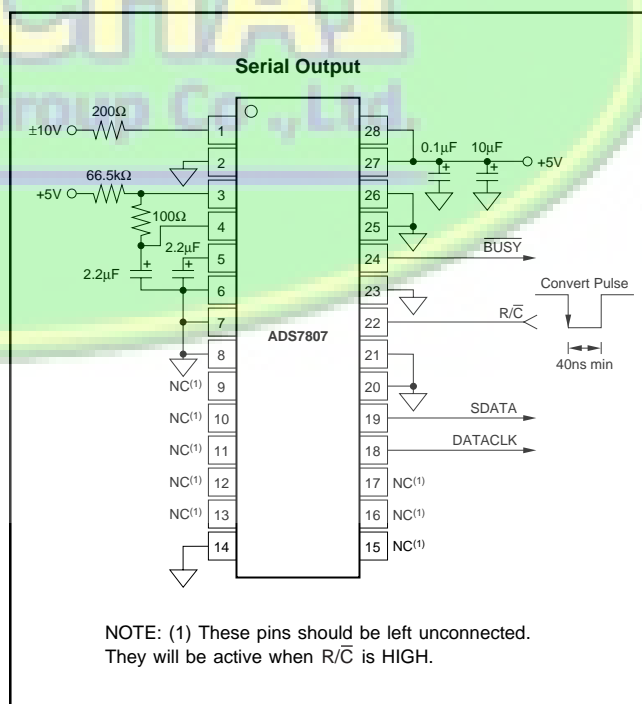 CHAI
Group Co.,Ltd.
Serial Output
±10V
200Ω
+5V
66.5kΩ
100Ω
2.2μF
2.2μF
1
2
3
4
5
6
7
8
NC(1) 9
NC(1) 10
NC(1) 11
NC(1) 12
NC(1) 13
14
ADS7807
28
27
26
25
24
23
22
21
20
19
18
17 NC(1)
16 NC(1)
15 NC(1)
0.1μF
10μF
+5V
B̅U̅S̅Y̅
R/C̅
Convert Pulse
40ns min
SDATA
DATACLK
NOTE: (1) These pins should be left unconnected.
They will be active when R/C̅ is HIGH.